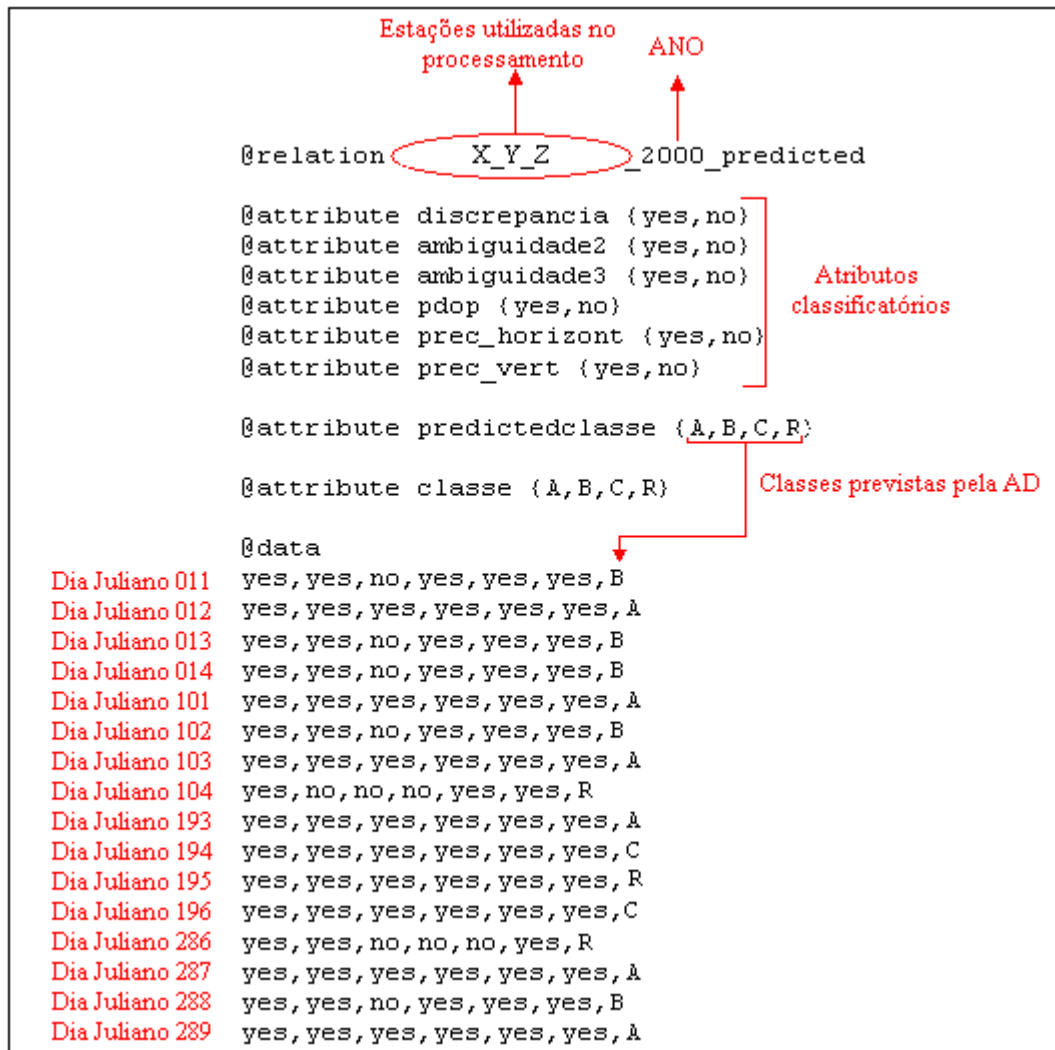 Estações utilizadas no
processamento
ANO
@relation X_Y_Z _2000_predicted
@attribute discrepancia {yes,no}
@attribute ambiguidade2 {yes,no}
@attribute ambiguidade3 {yes,no}
@attribute pdop {yes,no}
@attribute prec_horizont {yes,no}
@attribute prec_vert {yes,no}
Atributos
classificatórios
@attribute predictedclasse {A,B,C,R}
@attribute classe {A,B,C,R}
Classes previstas pela AD
@data
Dia Juliano 011 yes,yes,no,yes,yes,yes,B
Dia Juliano 012 yes,yes,yes,yes,yes,yes,A
Dia Juliano 013 yes,yes,no,yes,yes,yes,B
Dia Juliano 014 yes,yes,no,yes,yes,yes,B
Dia Juliano 101 yes,yes,yes,yes,yes,yes,A
Dia Juliano 102 yes,yes,no,yes,yes,yes,B
Dia Juliano 103 yes,yes,yes,yes,yes,yes,A
Dia Juliano 104 yes,no,no,no,yes,yes,R
Dia Juliano 193 yes,yes,yes,yes,yes,yes,A
Dia Juliano 194 yes,yes,yes,yes,yes,yes,C
Dia Juliano 195 yes,yes,yes,yes,yes,yes,R
Dia Juliano 196 yes,yes,yes,yes,yes,yes,C
Dia Juliano 286 yes,yes,no,no,no,yes,R
Dia Juliano 287 yes,yes,yes,yes,yes,yes,A
Dia Juliano 288 yes,yes,no,yes,yes,yes,B
Dia Juliano 289 yes,yes,yes,yes,yes,yes,A